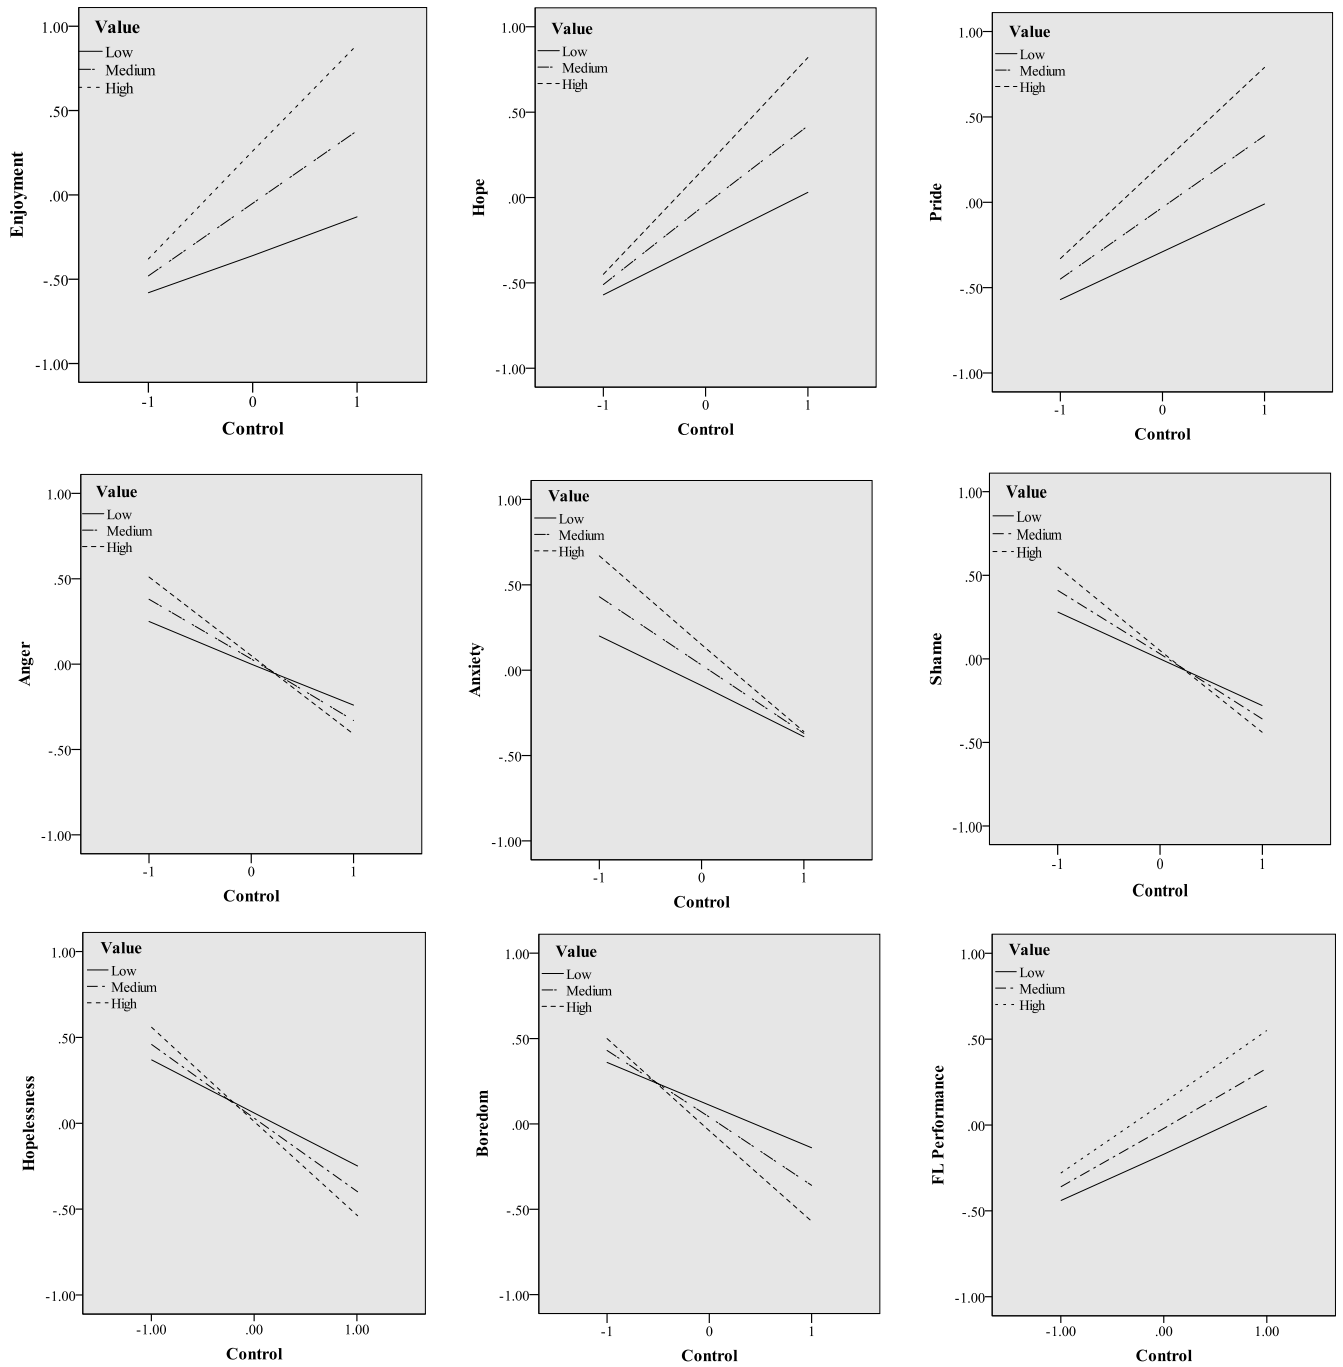 Value
Low
Medium
High
1.00
.50
.00
-.50
-1.00
Enjoyment
-1 0 1
Control
Value
Low
Medium
High
1.00
.50
.00
-.50
-1.00
Hope
-1 0 1
Control
Value
Low
Medium
High
1.00
.50
.00
-.50
-1.00
Pride
-1 0 1
Control
Value
Low
Medium
High
1.00
.50
.00
-.50
-1.00
Anger
-1 0 1
Control
Value
Low
Medium
High
1.00
.50
.00
-.50
-1.00
Anxiety
-1 0 1
Control
Value
Low
Medium
High
1.00
.50
.00
-.50
-1.00
Shame
-1 0 1
Control
Value
Low
Medium
High
1.00
.50
.00
-.50
-1.00
Hopelessness
-1.00 .00 1.00
Control
Value
Low
Medium
High
1.00
.50
.00
-.50
-1.00
Boredom
-1 0 1
Control
Value
Low
Medium
High
1.00
.50
.00
-.50
-1.00
FL Performance
-1.00 .00 1.00
Control